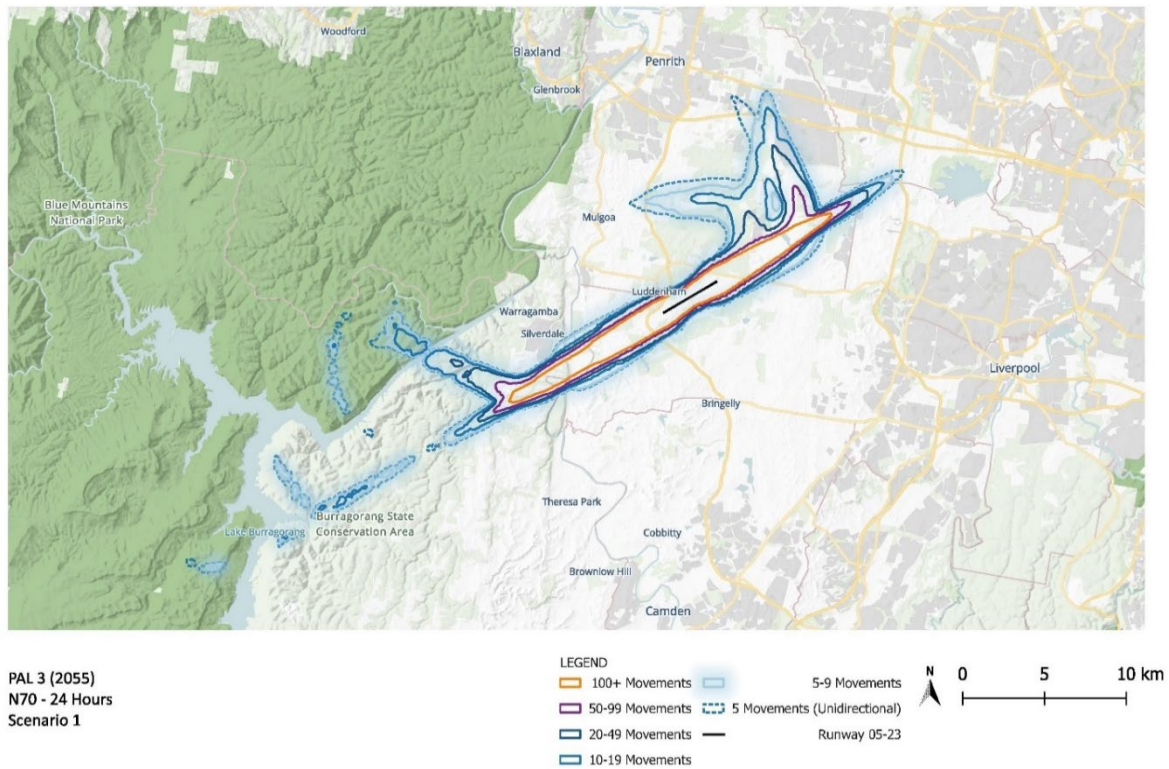 Woodford
Blaxland
Penrith
Glenbrook
Blue Mountains
National Park
Mulgoa
Luddenham
Warragamba
Silverdale
Liverpool
Bringelly
Theresa Park
Burragorang State
Conservation Area
Lake Burragorang
Cobbitty
Brownlow Hill
Camden
PAL 3 (2055)
N70 - 24 Hours
Scenario 1
LEGEND
100+ Movements
50-99 Movements
20-49 Movements
10-19 Movements
5-9 Movements
5 Movements (Unidirectional)
Runway 05-23
N
0 5 10 km